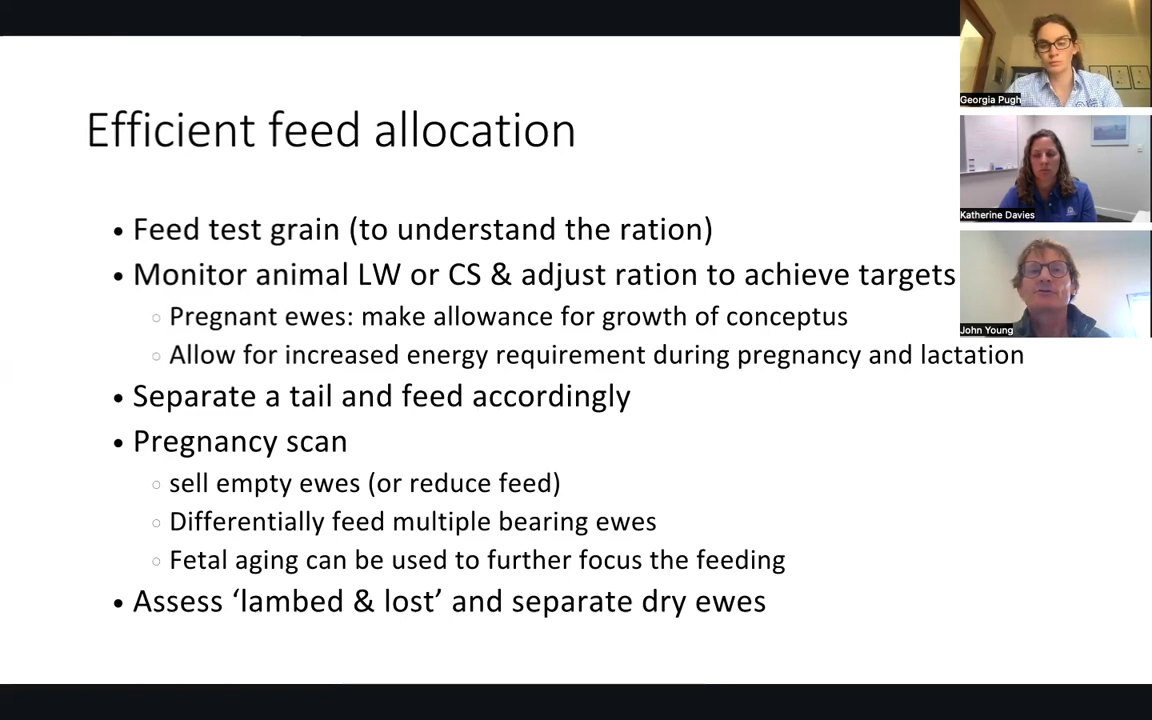 Efficient feed allocation
• Feed test grain (to understand the ration)
• Monitor animal LW or CS & adjust ration to achieve targets
○ Pregnant ewes: make allowance for growth of conceptus
○ Allow for increased energy requirement during pregnancy and lactation
• Separate a tail and feed accordingly
• Pregnancy scan
○ sell empty ewes (or reduce feed)
○ Differentially feed multiple bearing ewes
○ Fetal aging can be used to further focus the feeding
• Assess ‘lambed & lost’ and separate dry ewes
Georgia Pugh
Katherine Davies
John Young